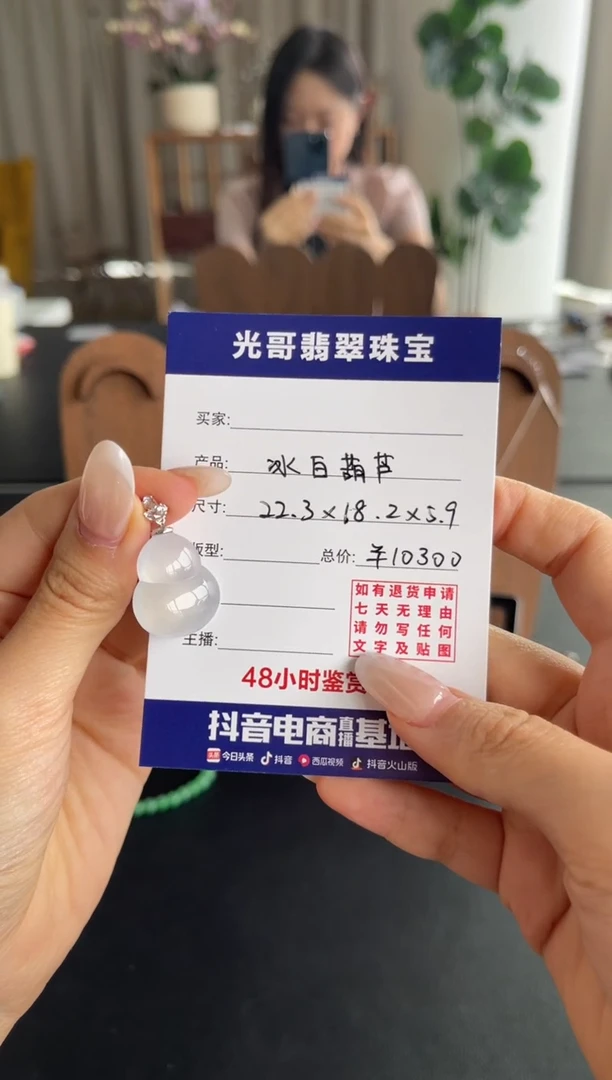 光哥翡翠珠宝
买家:
产品: 冰白葫芦
尺寸: 22.3×18.2×5.9
版型: 总价: ¥10300
如有退货申请
七天无理由
请勿写任何
文字及贴图
主播:
48小时鉴赏
抖音电商直播基地
头条 今日头条 抖音 西瓜视频 抖音火山版